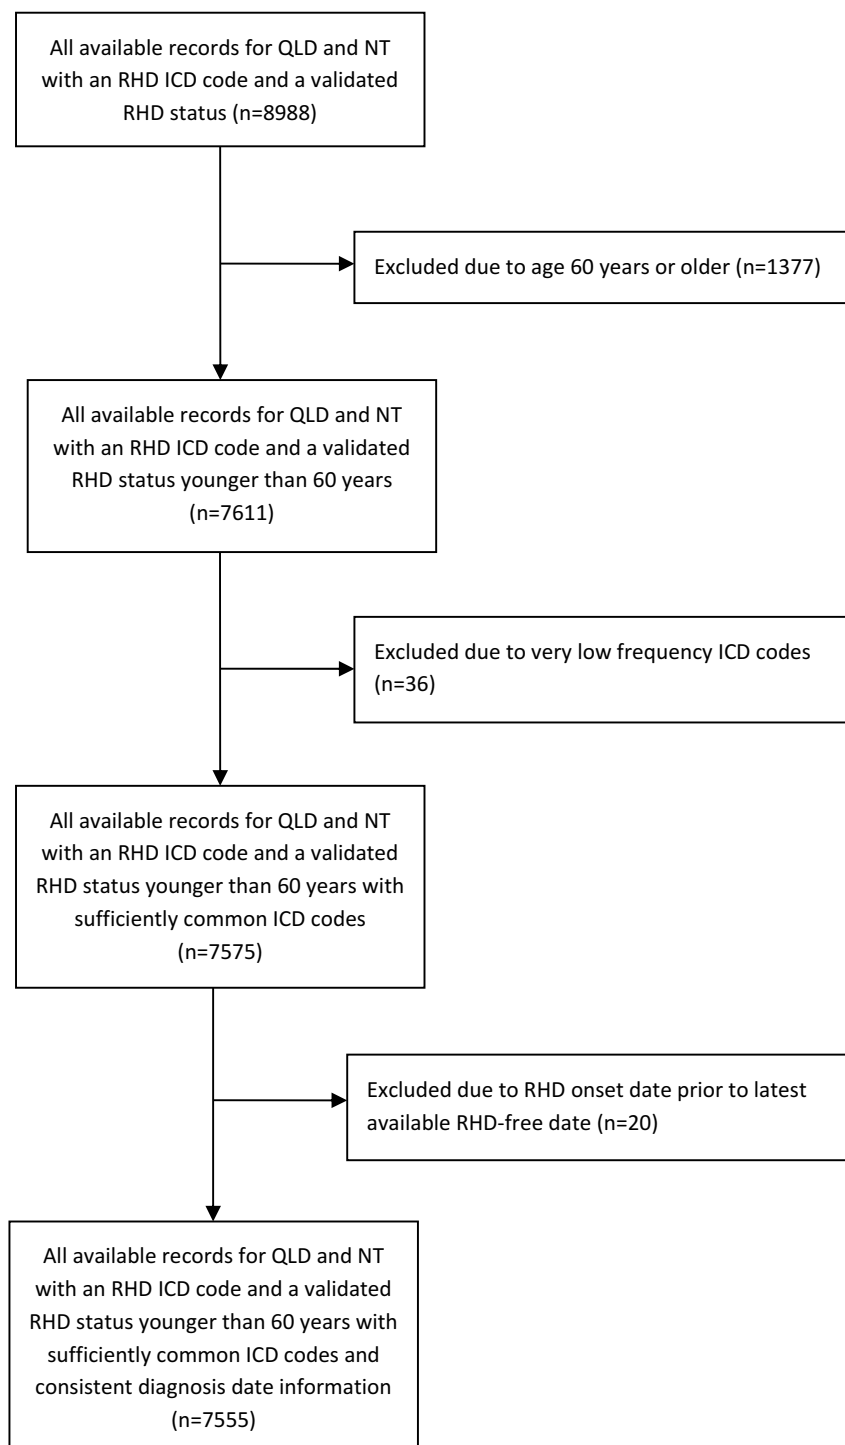 All available records for QLD and NT
with an RHD ICD code and a validated
RHD status (n=8988)
Excluded due to age 60 years or older (n=1377)
All available records for QLD and NT
with an RHD ICD code and a validated
RHD status younger than 60 years
(n=7611)
Excluded due to very low frequency ICD codes
(n=36)
All available records for QLD and NT
with an RHD ICD code and a validated
RHD status younger than 60 years with
sufficiently common ICD codes
(n=7575)
Excluded due to RHD onset date prior to latest
available RHD-free date (n=20)
All available records for QLD and NT
with an RHD ICD code and a validated
RHD status younger than 60 years with
sufficiently common ICD codes and
consistent diagnosis date information
(n=7555)